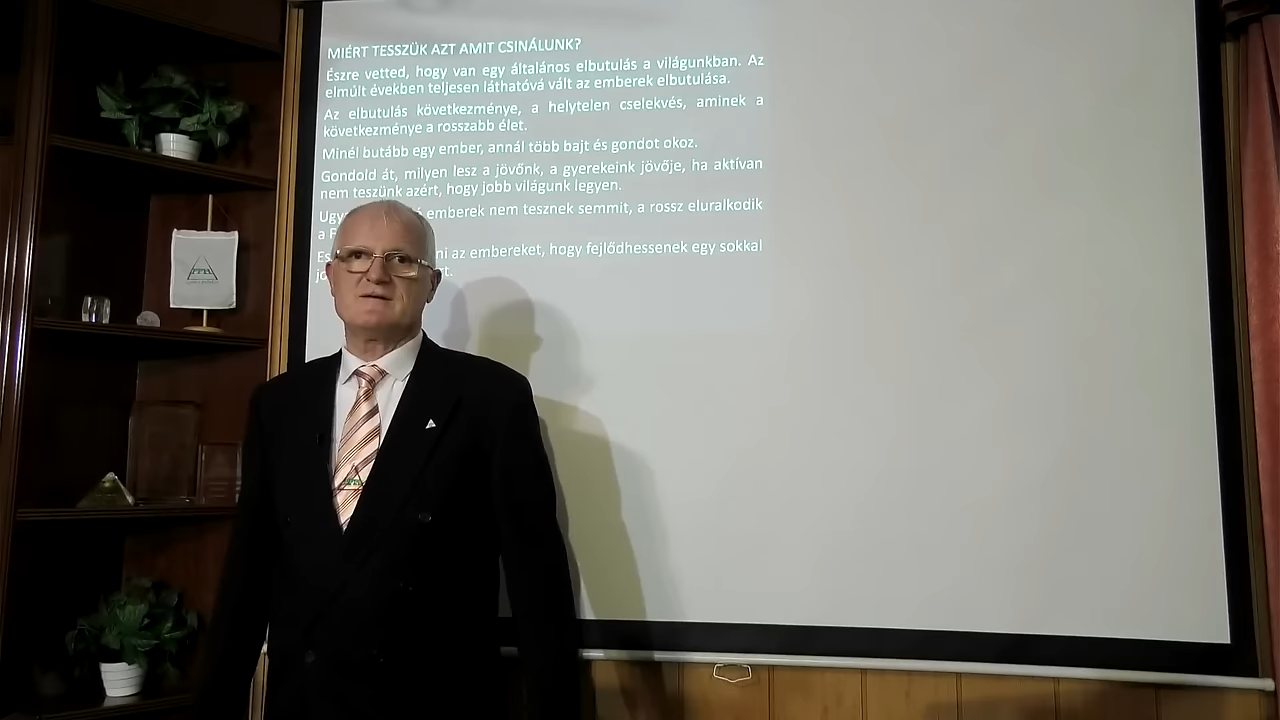 MIÉRT TESSZÜK AZT AMIT CSINÁLUNK?
Észre vetted, hogy van egy általános elbutulás a világunkban. Az
elmúlt években teljesen láthatóvá vált az emberek elbutulása.
Az elbutulás következménye, a helytelen cselekvés, aminek a
következménye a rosszabb élet.
Minél butább egy ember, annál több bajt és gondot okoz.
Gondold át, milyen lesz a jövőnk, a gyerekeink jövője, ha aktívan
nem teszünk azért, hogy jobb világunk legyen.
emberek nem tesznek semmit, a rossz eluralkodik
a
az embereket, hogy fejlődhessenek egy sokkal